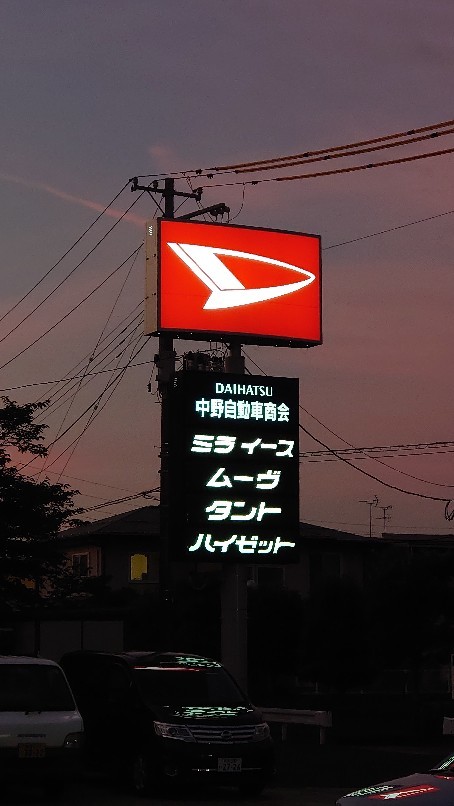 DAIHATSU
中野自動車商会
ミラ イース
ムーヴ
タント
ハイゼット